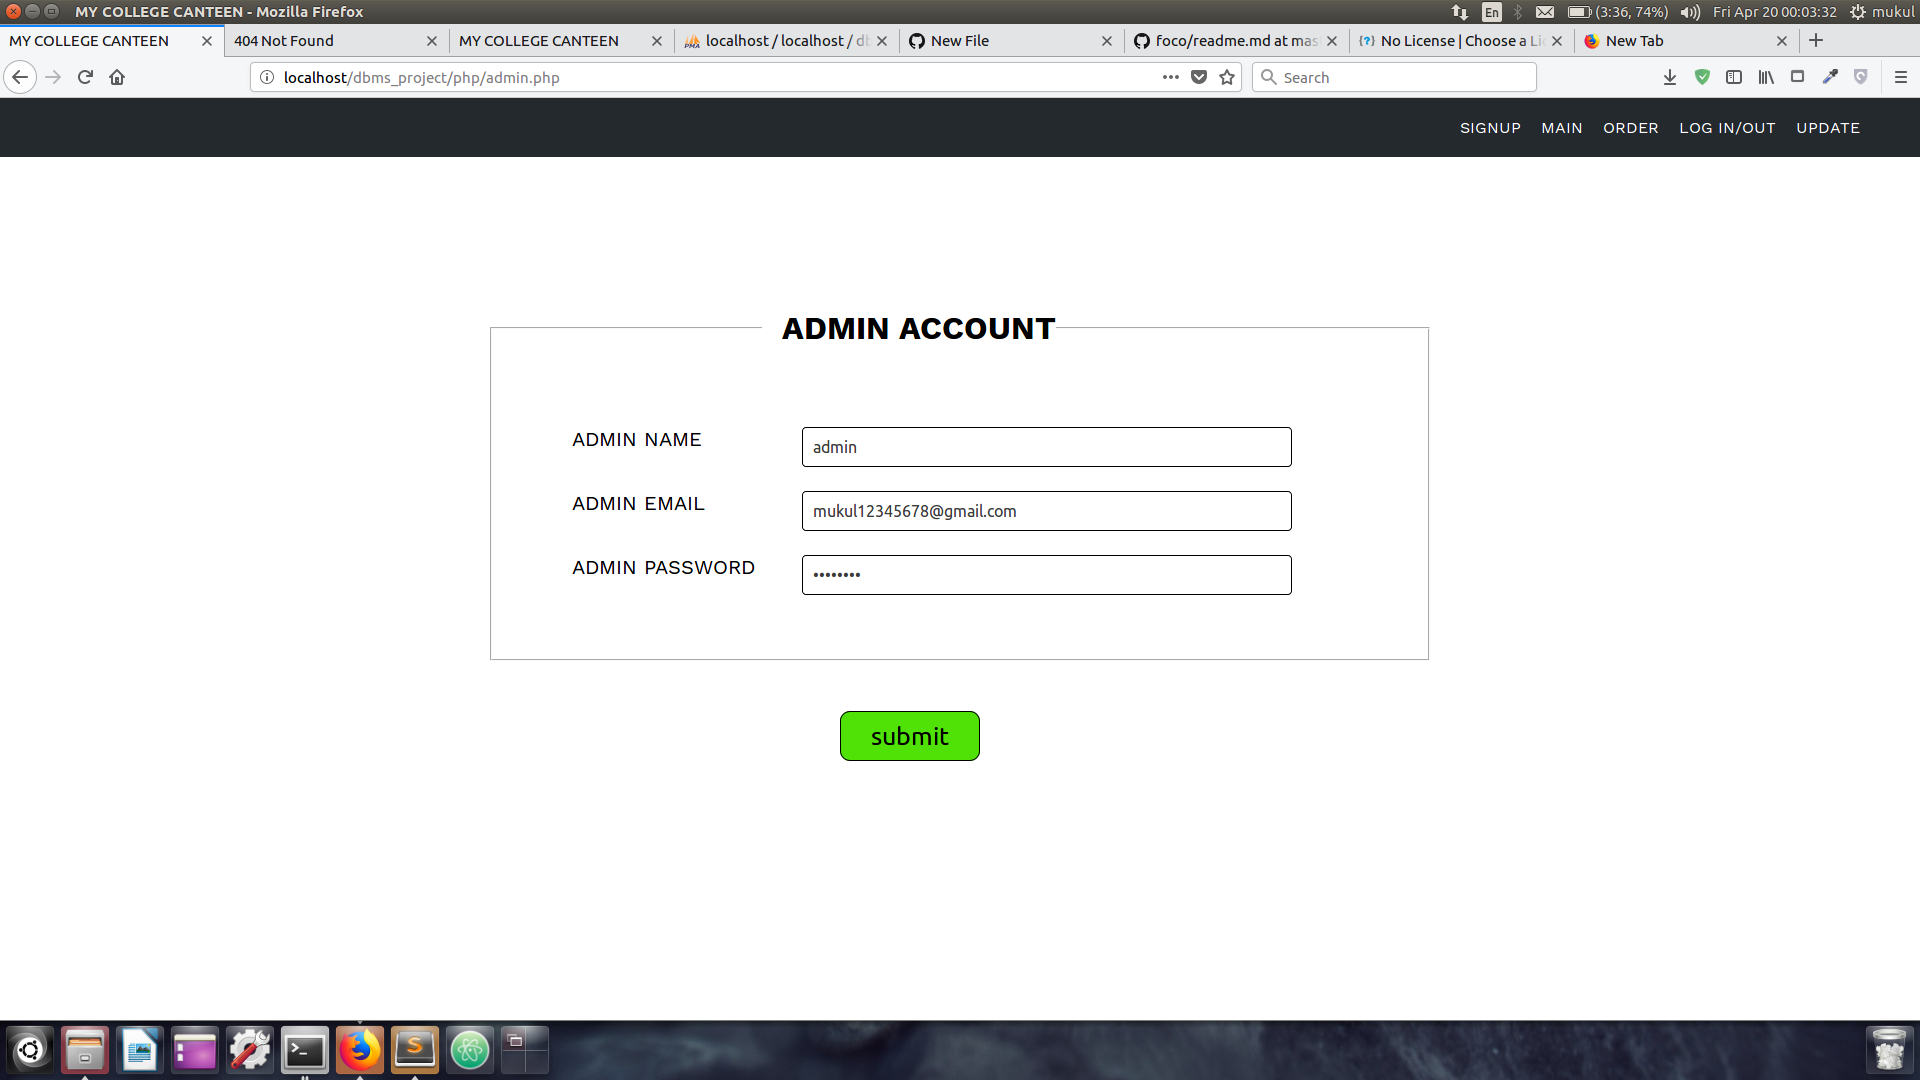 MY COLLEGE CANTEEN - Mozilla Firefox
En
(3:36, 74%)
Fri Apr 20 00:03:32
mukul
MY COLLEGE CANTEEN
404 Not Found
MY COLLEGE CANTEEN
localhost / localhost / db
New File
foco/readme.md at mas
No License | Choose a Li
New Tab
localhost/dbms_project/php/admin.php
Search
SIGNUP
MAIN
ORDER
LOG IN/OUT
UPDATE
ADMIN ACCOUNT
ADMIN NAME
admin
ADMIN EMAIL
mukul12345678@gmail.com
ADMIN PASSWORD
••••••••
submit